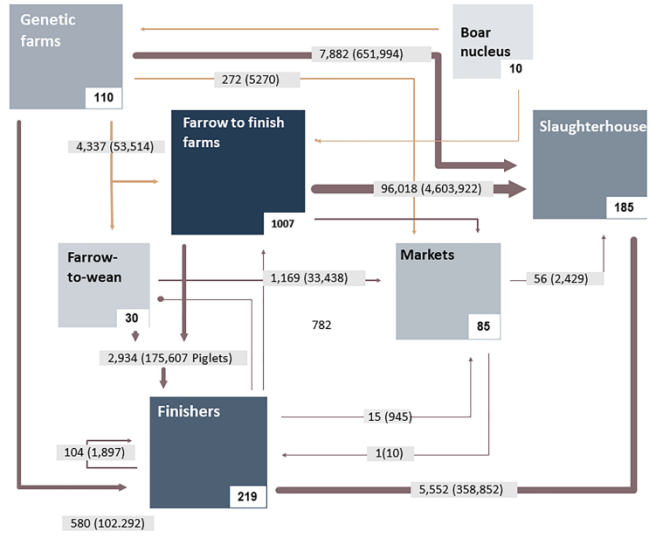 Genetic
farms
110
Boar
nucleus
10
7,882 (651,994)
272 (5270)
4,337 (53,514)
Farrow to finish
farms
1007
Slaughterhouse
185
96,018 (4,603,922)
Farrow-
to-wean
30
1,169 (33,438)
Markets
85
56 (2,429)
782
2,934 (175,607 Piglets)
Finishers
219
15 (945)
104 (1,897)
1(10)
5,552 (358,852)
580 (102.292)